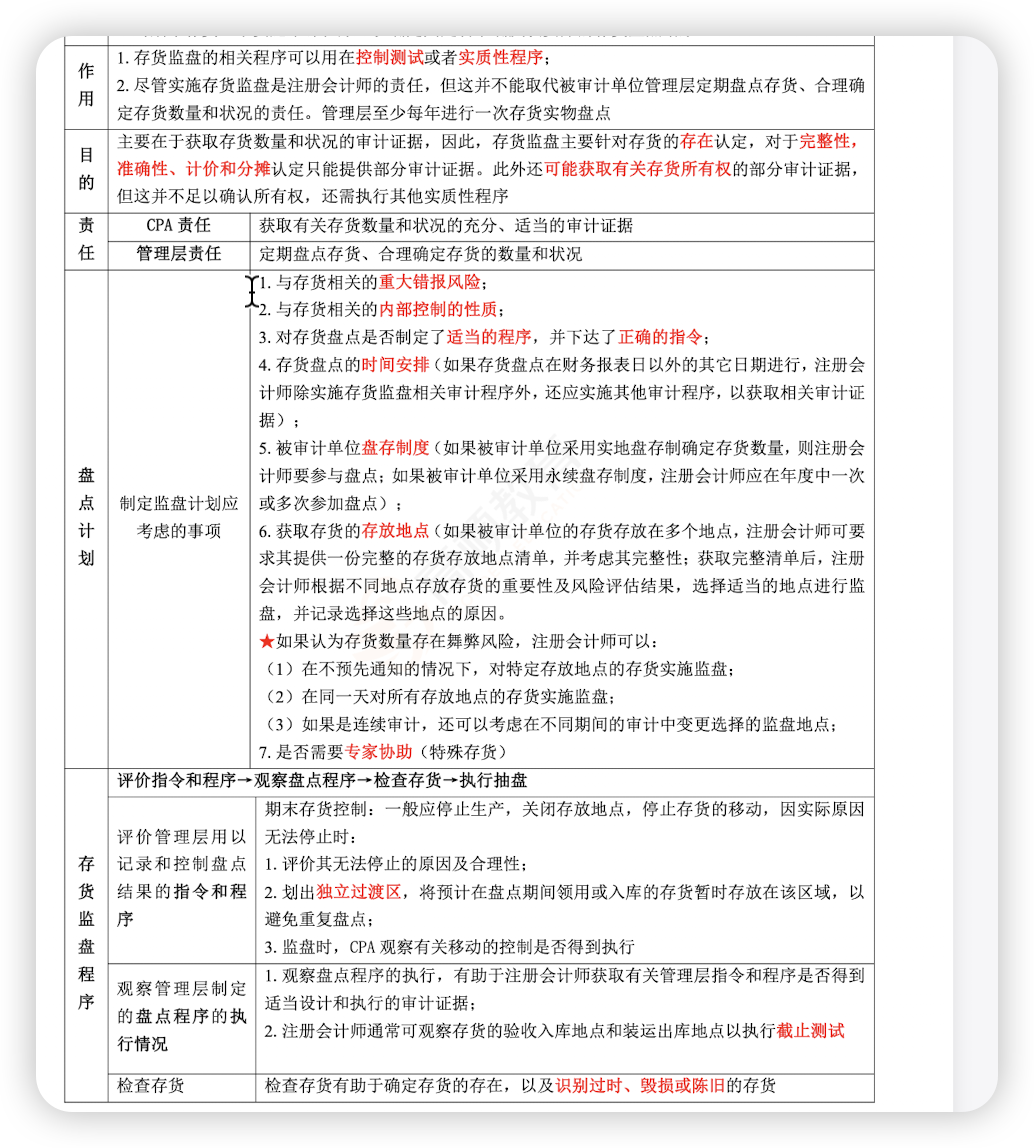 作用
1. 存货监盘的相关程序可以用在控制测试或者实质性程序；
2. 尽管实施存货监盘是注册会计师的责任，但这并不能取代被审计单位管理层定期盘点存货、合理确
定存货数量和状况的责任。管理层至少每年进行一次存货实物盘点
目的
主要在于获取存货数量和状况的审计证据，因此，存货监盘主要针对存货的存在认定，对于完整性，
准确性、计价和分摊认定只能提供部分审计证据。此外还可能获取有关存货所有权的部分审计证据，
但这并不足以确认所有权，还需执行其他实质性程序
责任
CPA 责任
获取有关存货数量和状况的充分、适当的审计证据
管理层责任
定期盘点存货、合理确定存货的数量和状况
盘点计划
制定监盘计划应
考虑的事项
1. 与存货相关的重大错报风险；
2. 与存货相关的内部控制的性质；
3. 对存货盘点是否制定了适当的程序，并下达了正确的指令；
4. 存货盘点的时间安排（如果存货盘点在财务报表日以外的其它日期进行，注册会
计师除实施存货监盘相关审计程序外，还应实施其他审计程序，以获取相关审计证
据）；
5. 被审计单位盘存制度（如果被审计单位采用实地盘存制确定存货数量，则注册会
计师要参与盘点；如果被审计单位采用永续盘存制度，注册会计师应在年度中一次
或多次参加盘点）；
6. 获取存货的存放地点（如果被审计单位的存货存放在多个地点，注册会计师可要
求其提供一份完整的存货存放地点清单，并考虑其完整性；获取完整清单后，注册
会计师根据不同地点存放存货的重要性及风险评估结果，选择适当的地点进行监
盘，并记录选择这些地点的原因。
★如果认为存货数量存在舞弊风险，注册会计师可以：
（1）在不预先通知的情况下，对特定存放地点的存货实施监盘；
（2）在同一天对所有存放地点的存货实施监盘；
（3）如果是连续审计，还可以考虑在不同期间的审计中变更选择的监盘地点；
7. 是否需要专家协助（特殊存货）
存货监盘程序
评价指令和程序→观察盘点程序→检查存货→执行抽盘
评价管理层用以
记录和控制盘点
结果的指令和程
序
期末存货控制：一般应停止生产，关闭存放地点，停止存货的移动，因实际原因
无法停止时：
1. 评价其无法停止的原因及合理性；
2. 划出独立过渡区，将预计在盘点期间领用或入库的存货暂时存放在该区域，以
避免重复盘点；
3. 监盘时，CPA 观察有关移动的控制是否得到执行
观察管理层制定
的盘点程序的执
行情况
1. 观察盘点程序的执行，有助于注册会计师获取有关管理层指令和程序是否得到
适当设计和执行的审计证据；
2. 注册会计师通常可观察存货的验收入库地点和装运出库地点以执行截止测试
检查存货
检查存货有助于确定存货的存在，以及识别过时、毁损或陈旧的存货